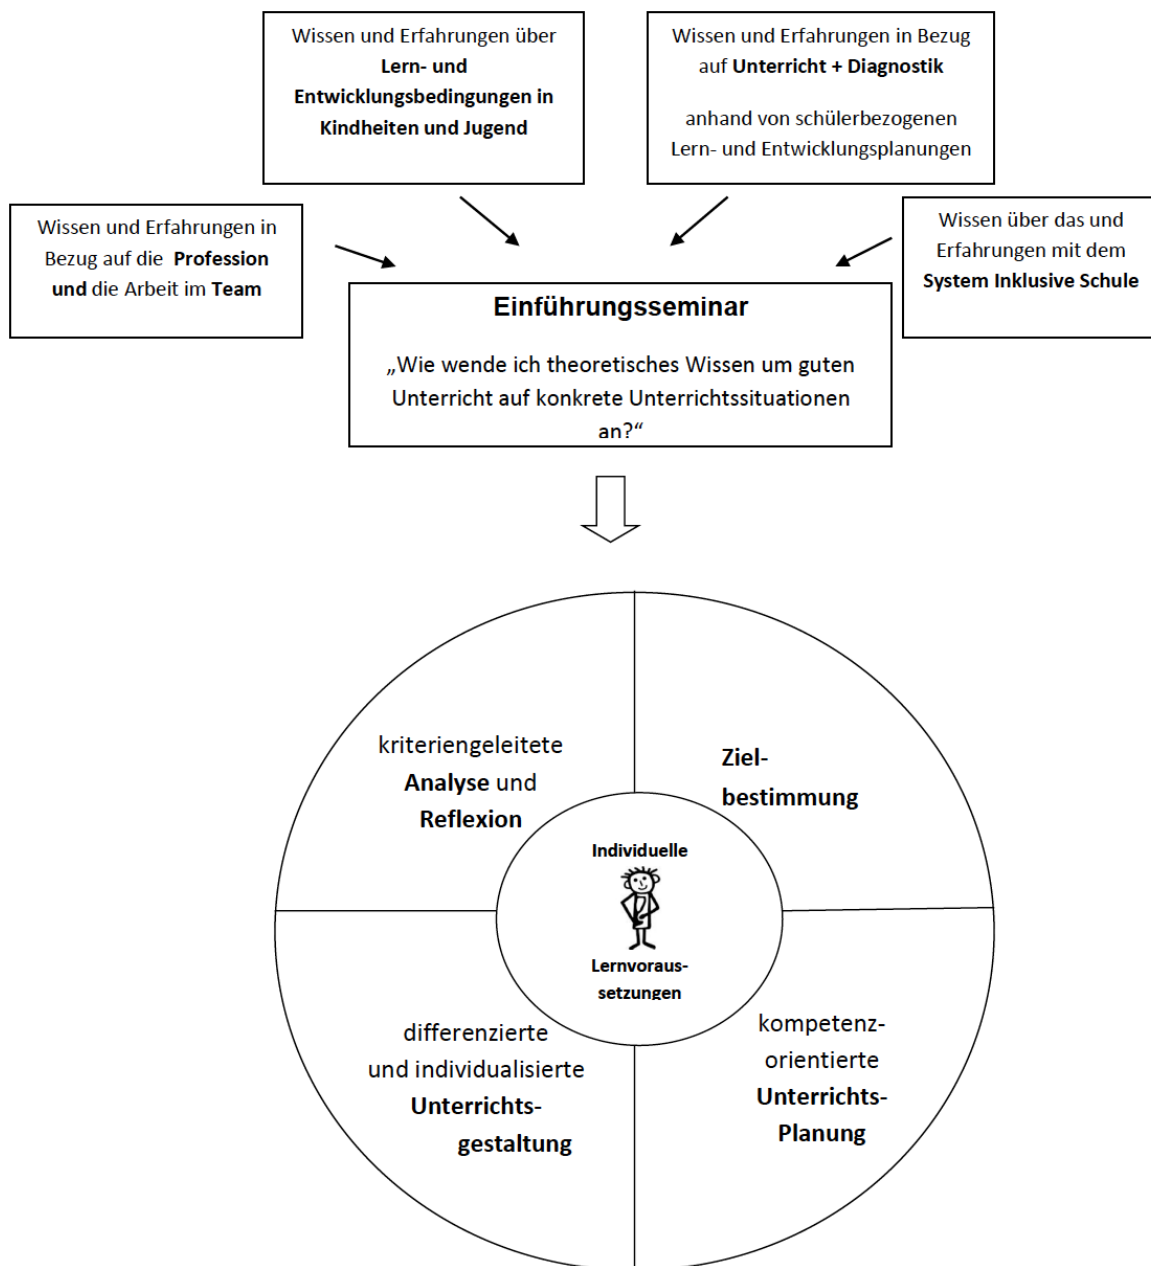 Wissen und Erfahrungen über
Lern- und
Entwicklungsbedingungen in
Kindheiten und Jugend
Wissen und Erfahrungen in Bezug
auf Unterricht + Diagnostik
anhand von schülerbezogenen
Lern- und Entwicklungsplanungen
Wissen und Erfahrungen in
Bezug auf die Profession
und die Arbeit im Team
Wissen über das und
Erfahrungen mit dem
System Inklusive Schule
Einführungsseminar
„Wie wende ich theoretisches Wissen um guten
Unterricht auf konkrete Unterrichtssituationen
an?“
kriteriengeleitete
Analyse und
Reflexion
Ziel-
bestimmung
Individuelle
Lernvoraus-
setzungen
differenzierte
und individualisierte
Unterrichts-
gestaltung
kompetenz-
orientierte
Unterrichts-
Planung